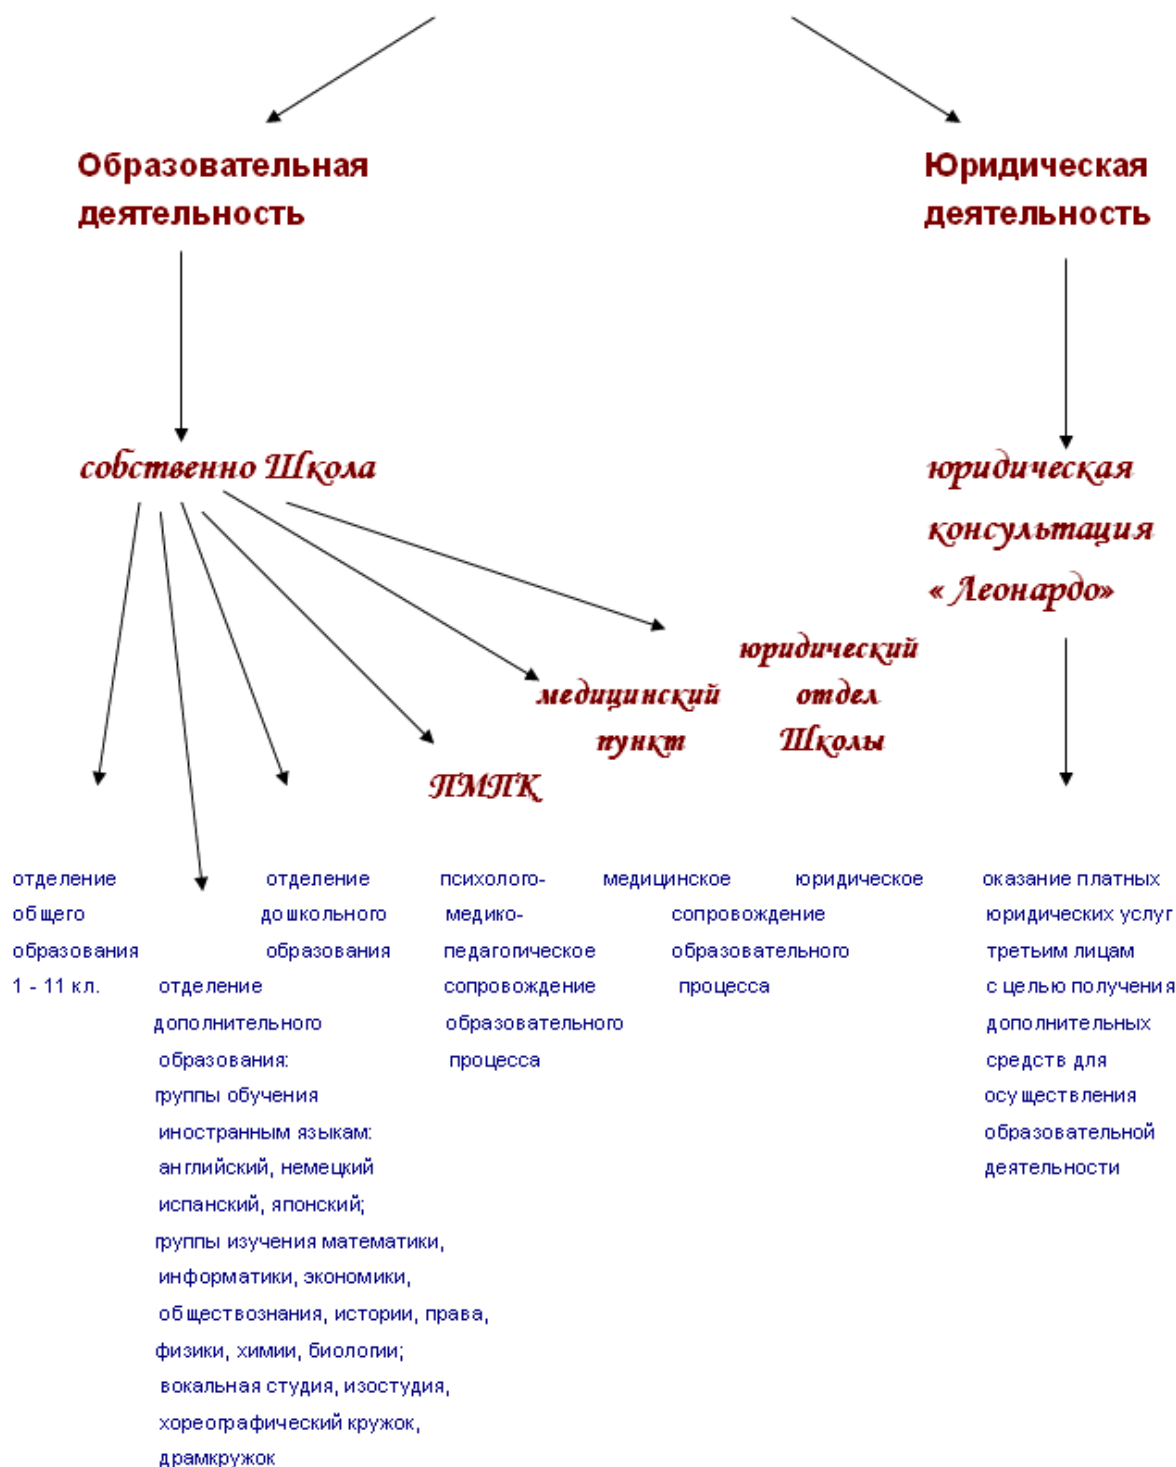 Образовательная
деятельность
Юридическая
деятельность
собственно Школа
юридическая
консультация
« Леонардо»
юридический
отдел
Школы
медицинский
пункт
ПМПК
отделение
общего
образования
1 - 11 кл.
отделение
дополнительного
образования:
группы обучения
иностранным языкам:
английский, немецкий
испанский, японский;
группы изучения математики,
информатики, экономики,
обществознания, истории, права,
физики, химии, биологии;
вокальная студия, изостудия,
хореографический кружок,
драмкружок
отделение
дошкольного
образования
психолого-
медико-
педагогическое
сопровождение
образовательного
процесса
медицинское юридическое
сопровождение
образовательного
процесса
оказание платных
юридических услуг
третьим лицам
с целью получения
дополнительных
средств для
осуществления
образовательной
деятельности